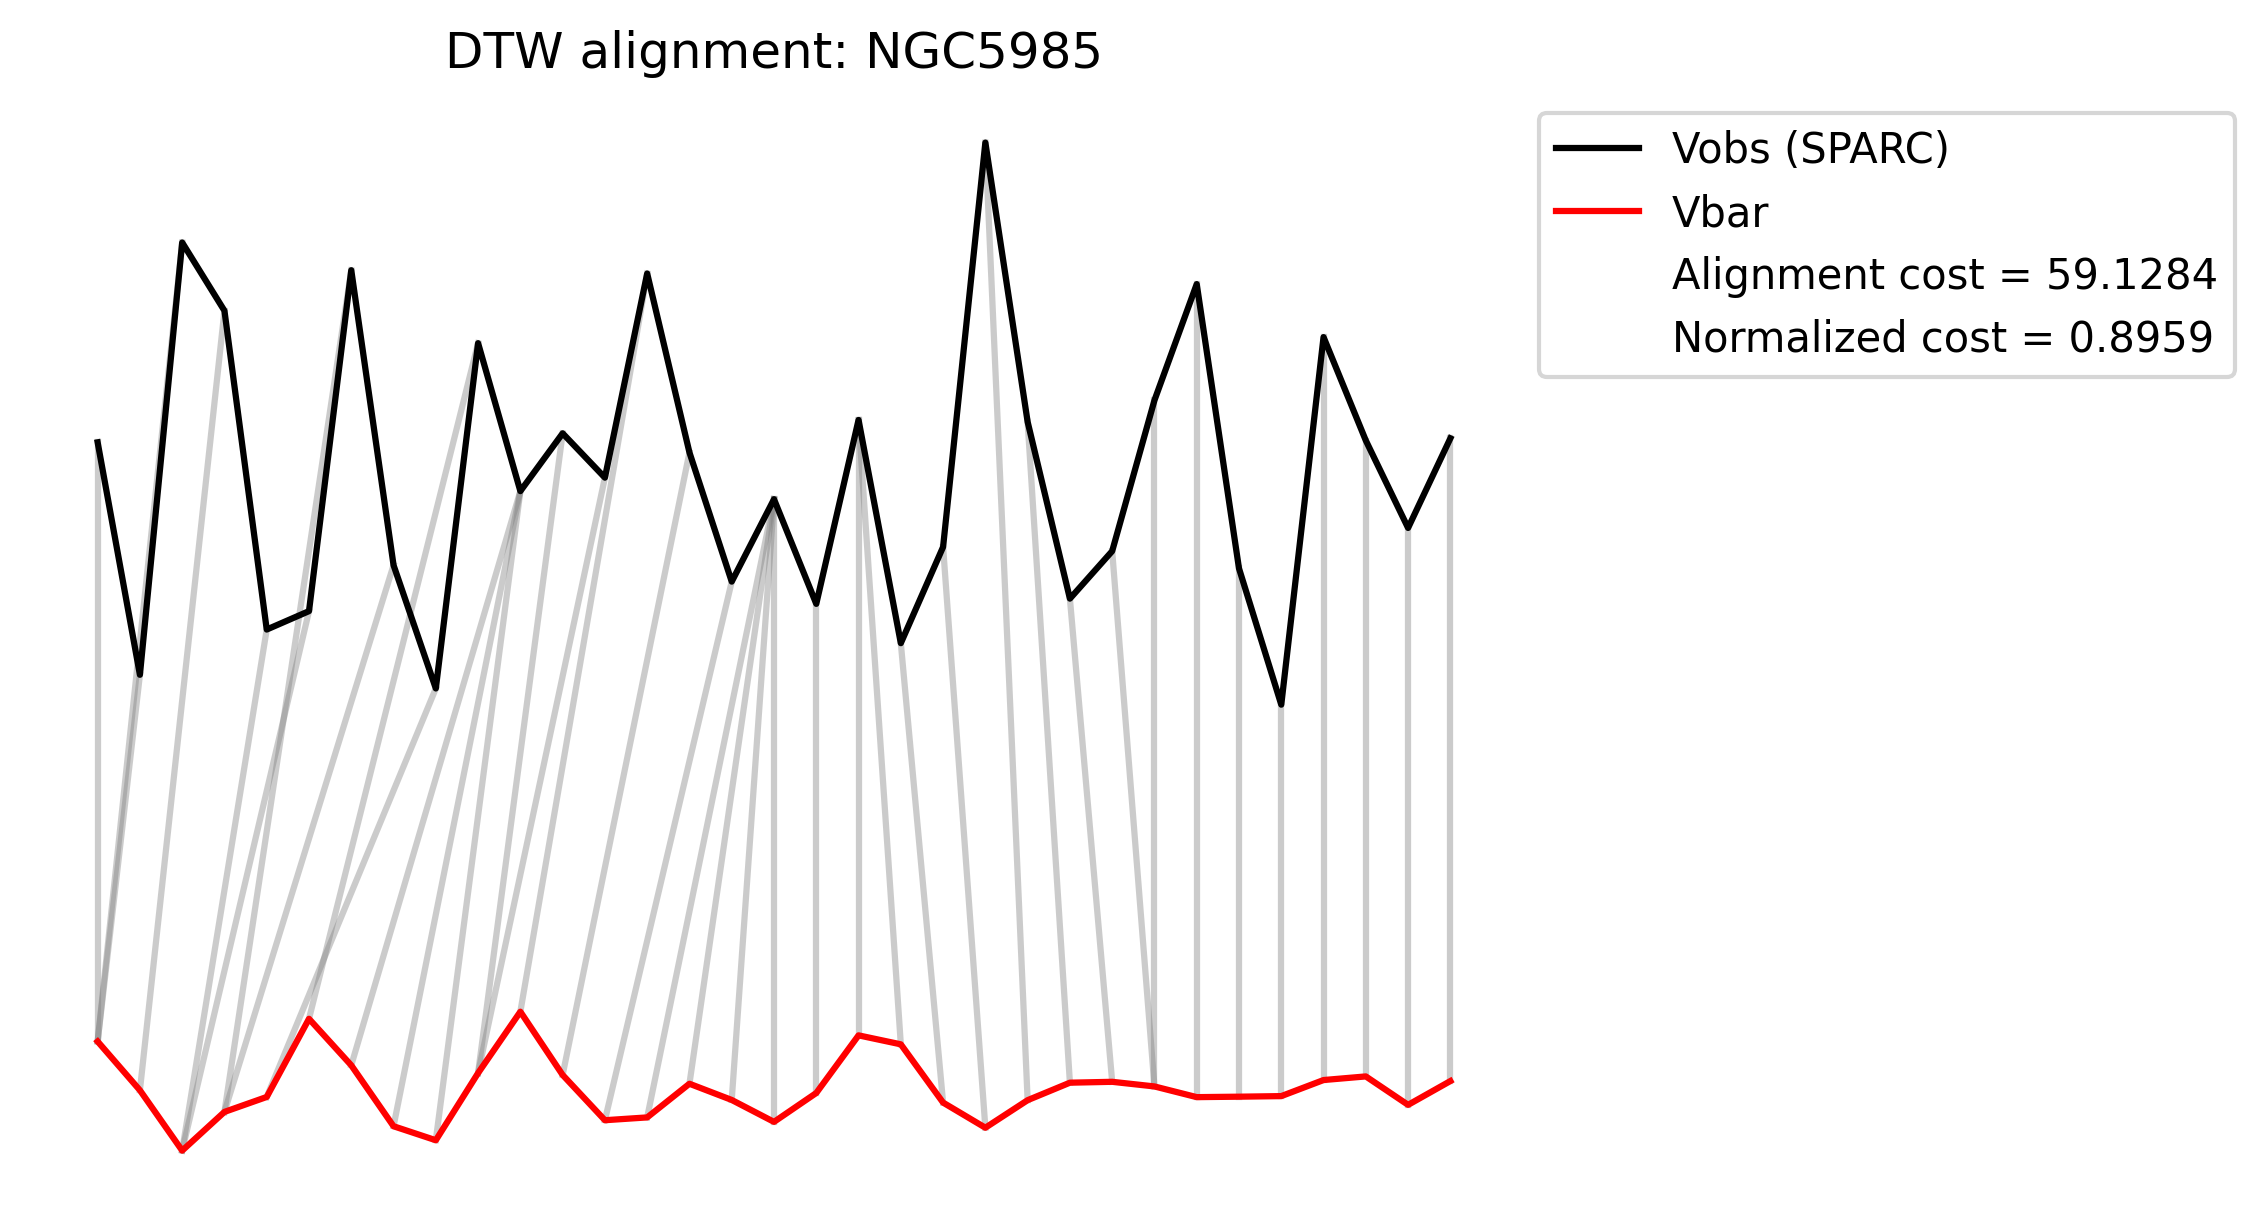 DTW alignment: NGC5985
Vobs (SPARC)
Vbar
Alignment cost = 59.1284
Normalized cost = 0.8959